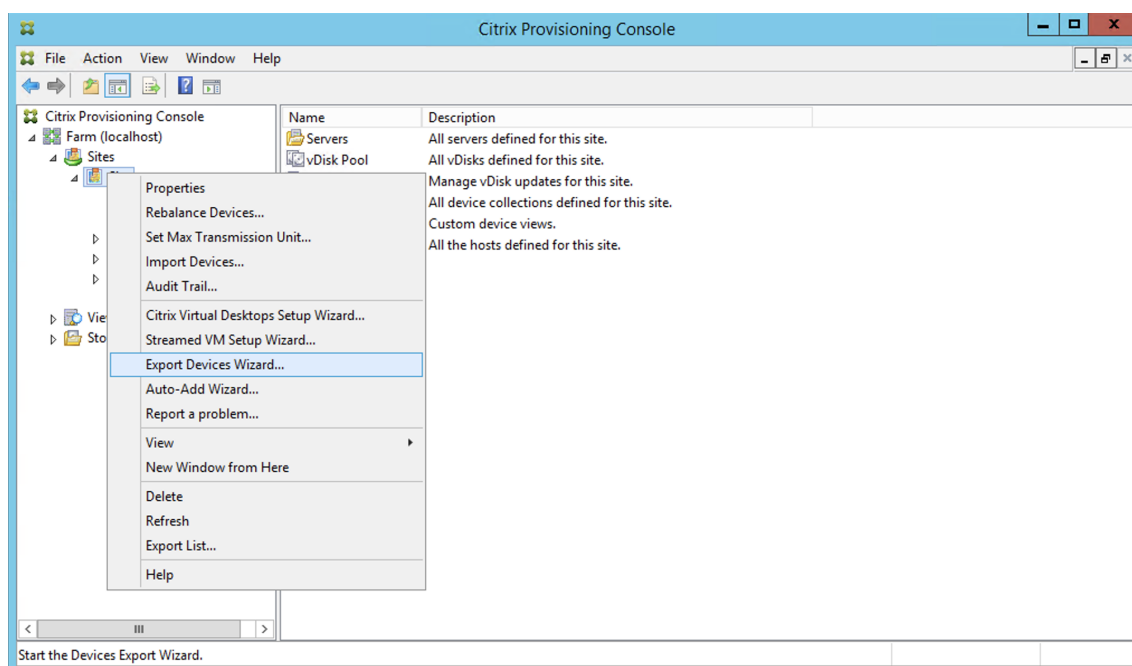 Citrix Provisioning Console
File Action View Window Help
Citrix Provisioning Console
Farm (localhost)
Sites
Name Description
Servers All servers defined for this site.
vDisk Pool All vDisks defined for this site.
Manage vDisk updates for this site.
All device collections defined for this site.
Custom device views.
All the hosts defined for this site.
Properties
Rebalance Devices...
Set Max Transmission Unit...
Import Devices...
Audit Trail...
Citrix Virtual Desktops Setup Wizard...
Streamed VM Setup Wizard...
Export Devices Wizard...
Auto-Add Wizard...
Report a problem...
View
New Window from Here
Delete
Refresh
Export List...
Help
Vie
Sto
Start the Devices Export Wizard.